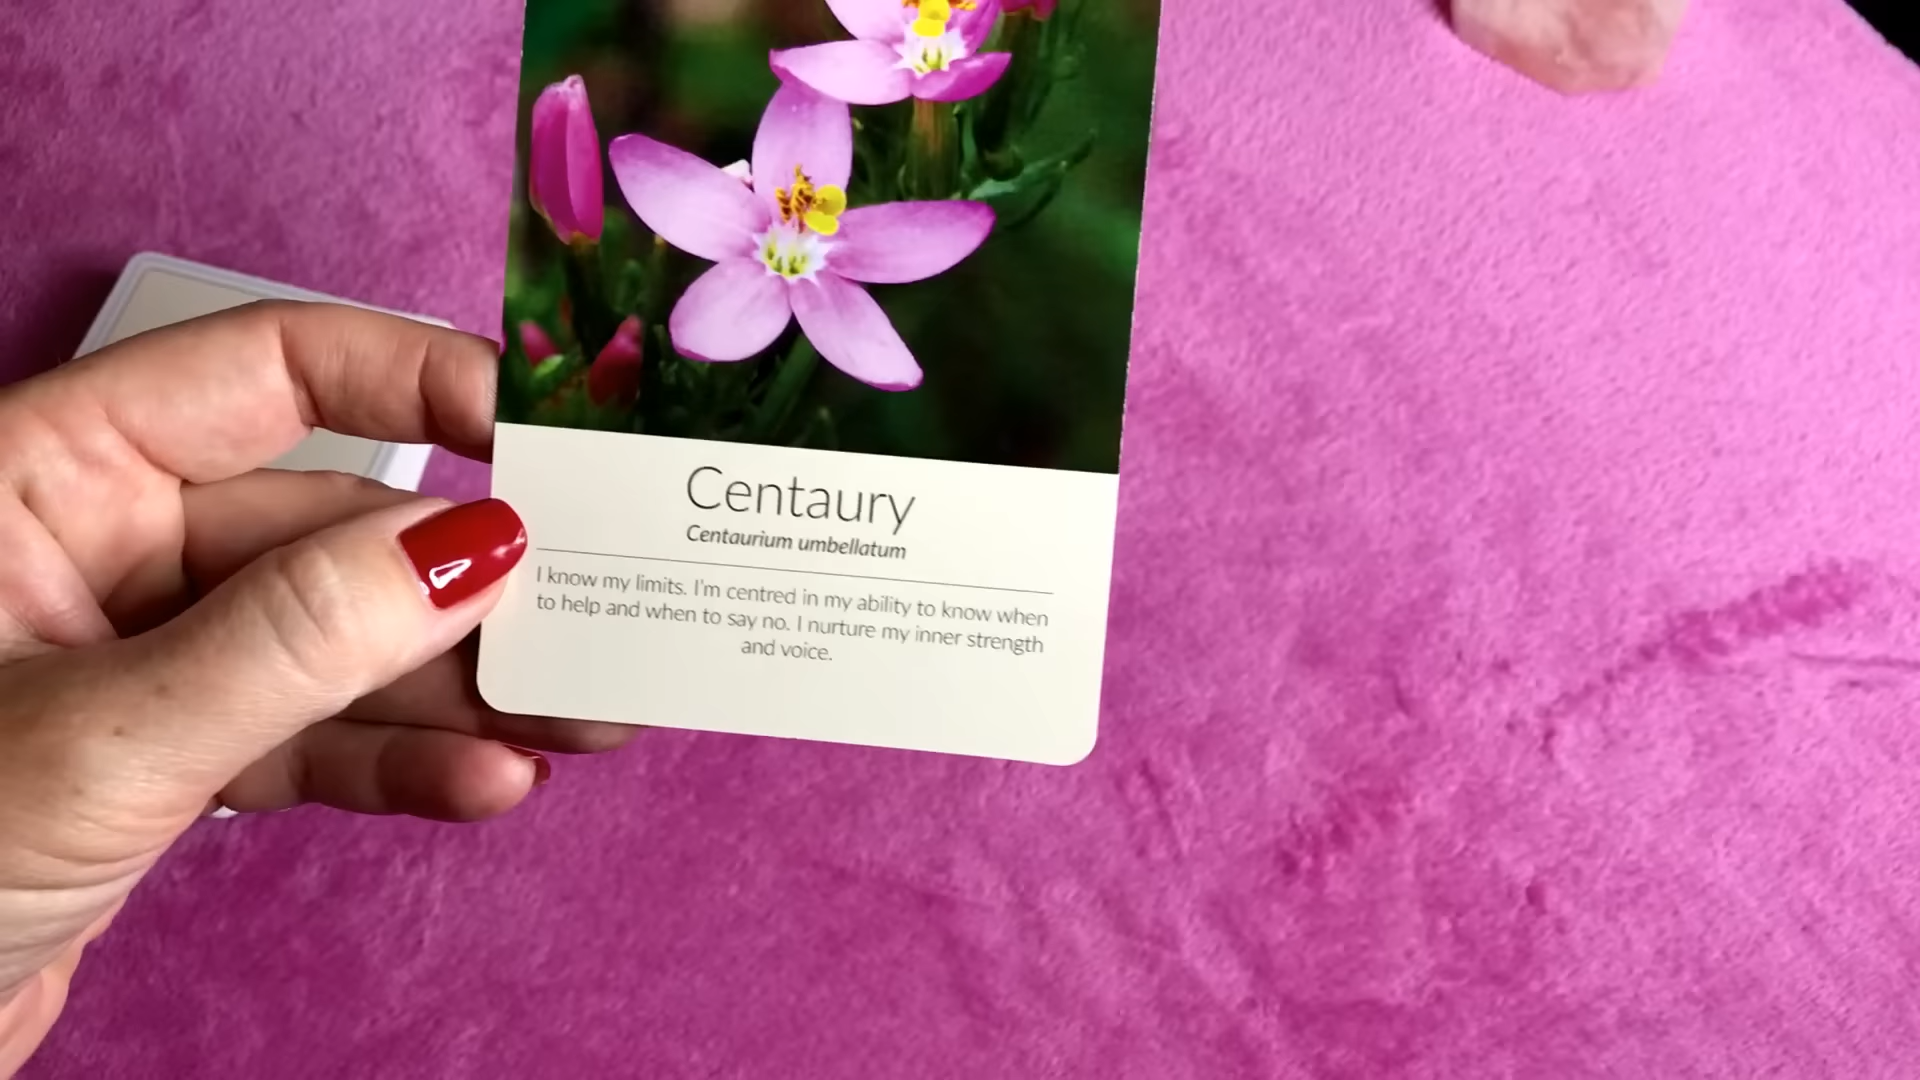 Centaury
Centaurium umbellatum
I know my limits. I'm centred in my ability to know when
to help and when to say no. I nurture my inner strength
and voice.